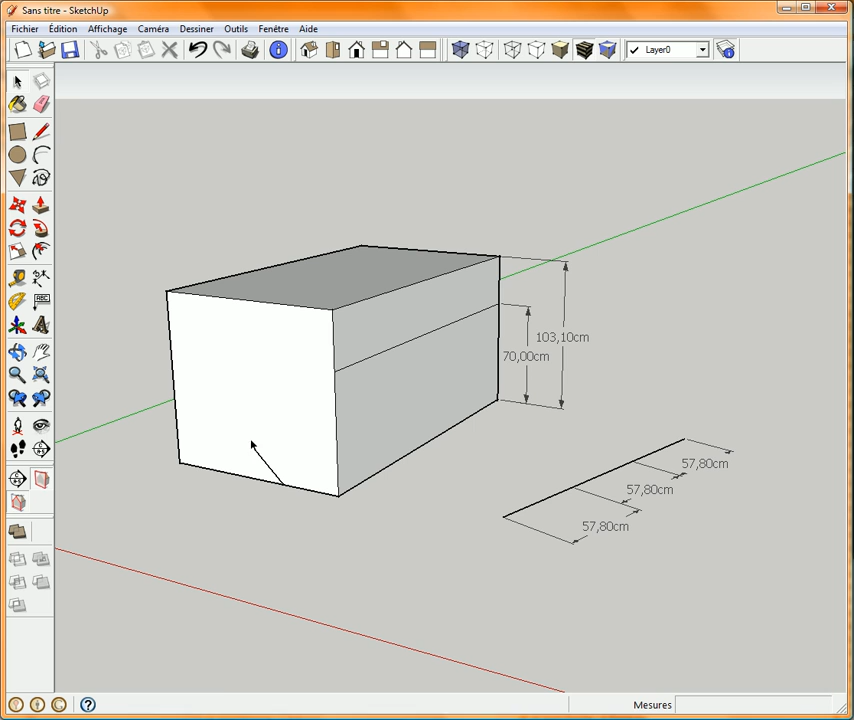 Sans titre - SketchUp
Fichier Édition Affichage Caméra Dessiner Outils Fenêtre Aide
Layer0
ABC
103,10cm
70,00cm
57,80cm
57,80cm
57,80cm
Mesures